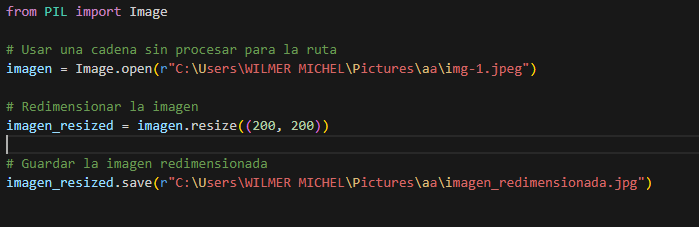 from PIL import Image
# Usar una cadena sin procesar para la ruta
imagen = Image.open(r"C:\Users\WILMER MICHEL\Pictures\aa\img-1.jpeg")
# Redimensionar la imagen
imagen_resized = imagen.resize((200, 200))
# Guardar la imagen redimensionada
imagen_resized.save(r"C:\Users\WILMER MICHEL\Pictures\aa\imagen_redimensionada.jpg")